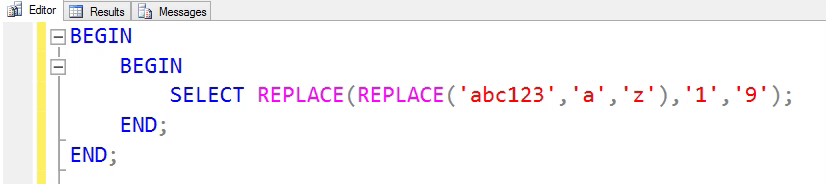 Editor Results Messages
BEGIN
BEGIN
SELECT REPLACE(REPLACE('abc123','a','z'),'1','9');
END;
END;